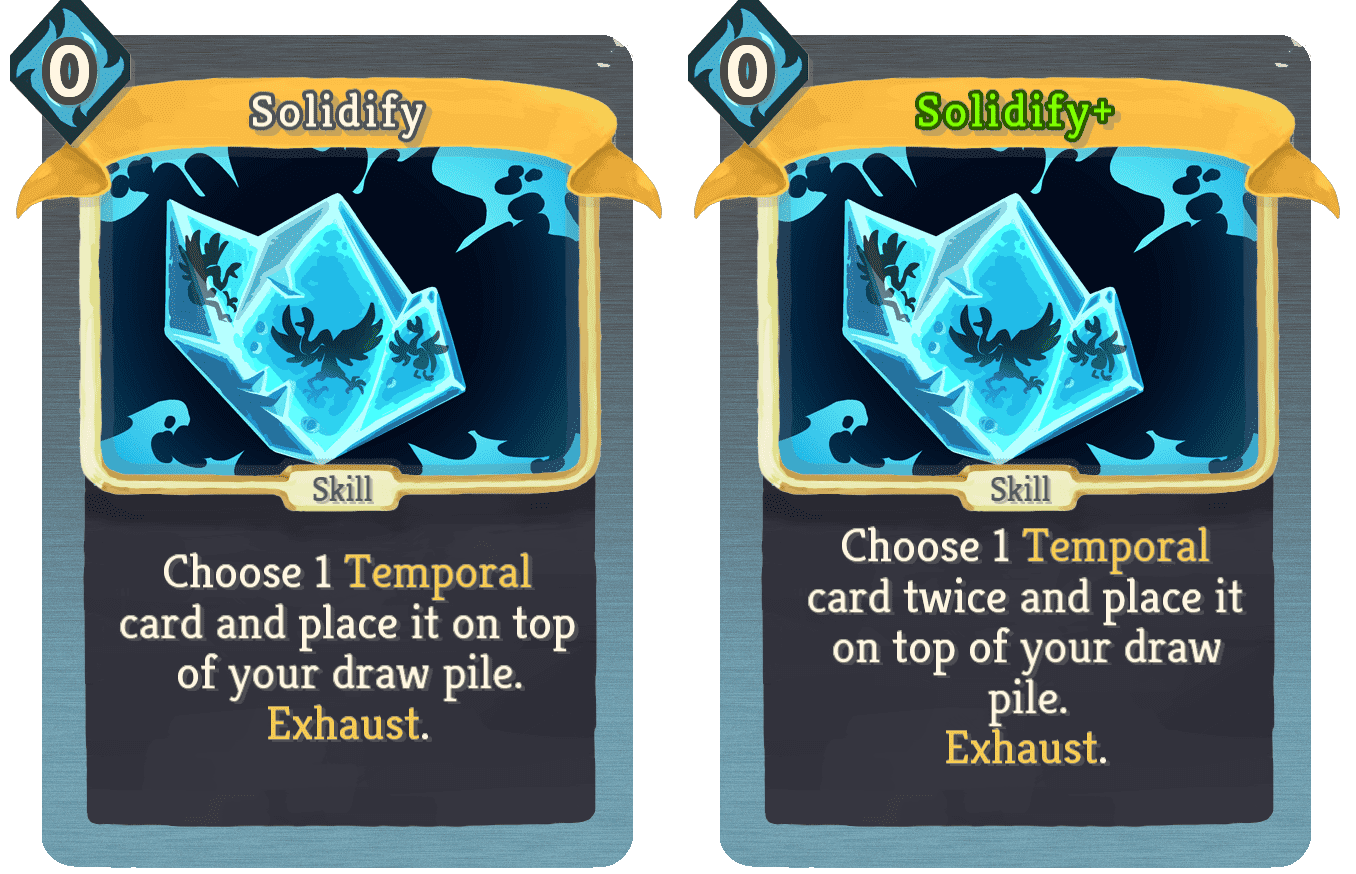 0
Solidify
Skill
Choose 1 Temporal
card and place it on top
of your draw pile.
Exhaust.
0
Solidify+
Skill
Choose 1 Temporal
card twice and place it
on top of your draw
pile.
Exhaust.